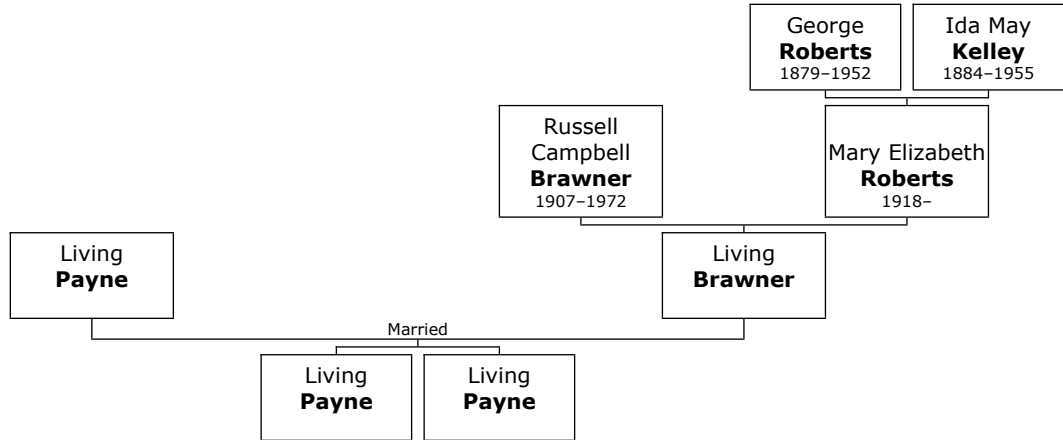 George
Roberts
1879–1952
Ida May
Kelley
1884–1955
Russell
Campbell
Brawner
1907–1972
Mary Elizabeth
Roberts
1918–
Living
Payne
Living
Brawner
Married
Living
Payne
Living
Payne